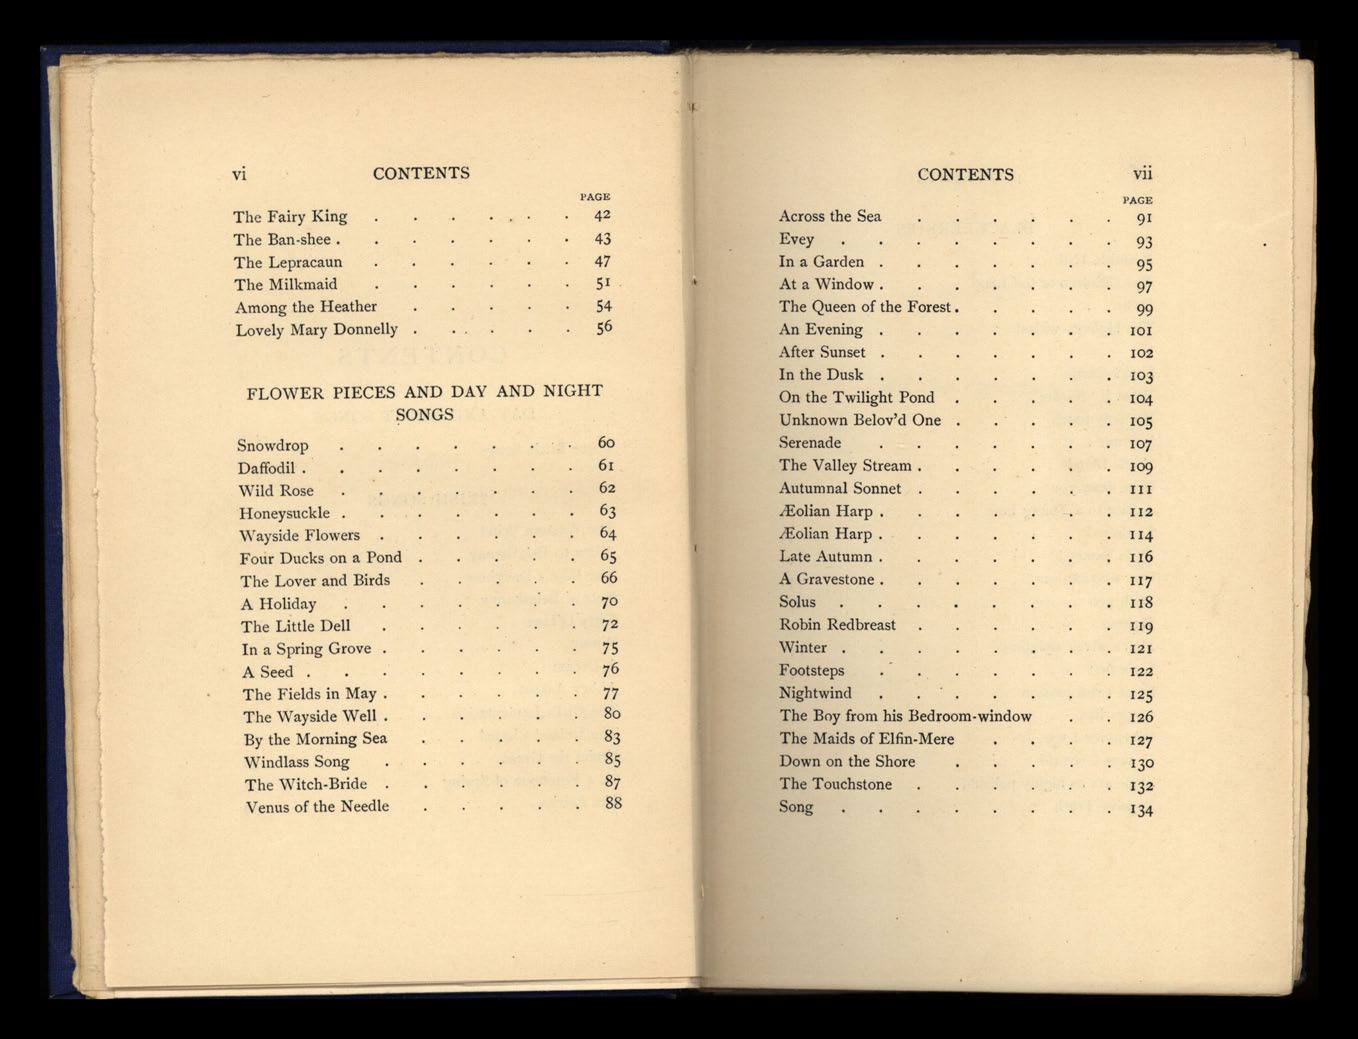 vi CONTENTS
PAGE
The Fairy King . . . . . . 42
The Ban-shee . . . . . . . 43
The Lepracaun . . . . . . 47
The Milkmaid . . . . . . 51
Among the Heather . . . . . 54
Lovely Mary Donnelly . . . . . 56
FLOWER PIECES AND DAY AND NIGHT
SONGS
Snowdrop . . . . . . . 60
Daffodil . . . . . . . . 61
Wild Rose . . . . . . . 62
Honeysuckle . . . . . . . 63
Wayside Flowers . . . . . . 64
Four Ducks on a Pond . . . . . 65
The Lover and Birds . . . . . 66
A Holiday . . . . . . . 70
The Little Dell . . . . . . 72
In a Spring Grove . . . . . . 75
A Seed . . . . . . . . 76
The Fields in May . . . . . . 77
The Wayside Well . . . . . . 80
By the Morning Sea . . . . . 83
Windlass Song . . . . . . 85
The Witch-Bride . . . . . . 87
Venus of the Needle . . . . . 88
CONTENTS vii
PAGE
Across the Sea . . . . . . 91
Evey . . . . . . . . 93
In a Garden . . . . . . . 95
At a Window . . . . . . . 97
The Queen of the Forest . . . . . 99
An Evening . . . . . . . 101
After Sunset . . . . . . . 102
In the Dusk . . . . . . . 103
On the Twilight Pond . . . . . 104
Unknown Belov'd One . . . . . 105
Serenade . . . . . . . 107
The Valley Stream . . . . . . 109
Autumnal Sonnet . . . . . . 111
Æolian Harp . . . . . . . 112
Æolian Harp . . . . . . . 114
Late Autumn . . . . . . . 116
A Gravestone . . . . . . . 117
Solus . . . . . . . . 118
Robin Redbreast . . . . . . 119
Winter . . . . . . . . 121
Footsteps . . . . . . . 122
Nightwind . . . . . . . 125
The Boy from his Bedroom-window . . 126
The Maids of Elfin-Mere . . . . 127
Down on the Shore . . . . . 130
The Touchstone . . . . . . 132
Song . . . . . . . . 134